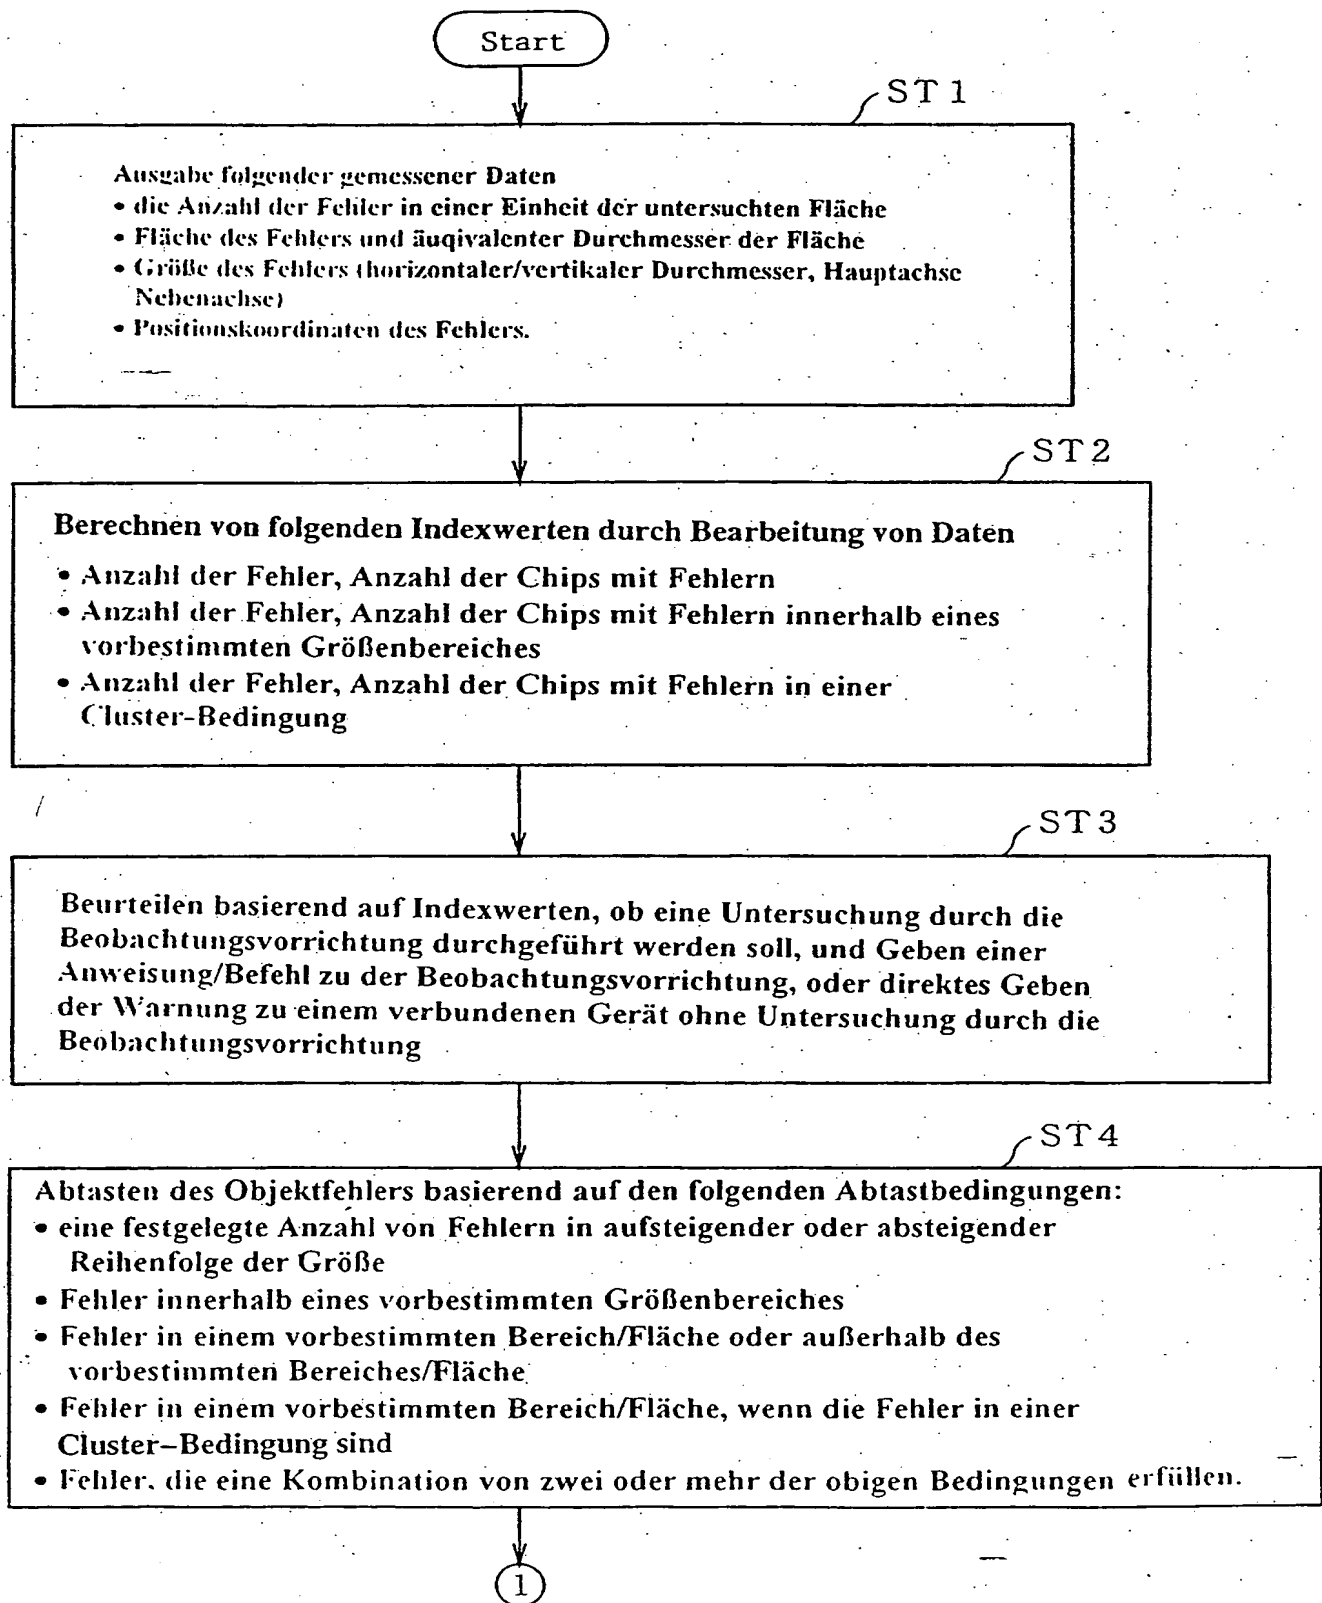 Start
ST1
Ausgabe folgender gemessener Daten
• die Anzahl der Fehler in einer Einheit der untersuchten Fläche
• Fläche des Fehlers und äuqivalenter Durchmesser der Fläche
• Größe des Fehlers (horizontaler/vertikaler Durchmesser, Hauptachse
Nebenachse)
• Positionskoordinaten des Fehlers.
ST2
Berechnen von folgenden Indexwerten durch Bearbeitung von Daten
• Anzahl der Fehler, Anzahl der Chips mit Fehlern
• Anzahl der Fehler, Anzahl der Chips mit Fehlern innerhalb eines
vorbestimmten Größenbereiches
• Anzahl der Fehler, Anzahl der Chips mit Fehlern in einer
Cluster-Bedingung
ST3
Beurteilen basierend auf Indexwerten, ob eine Untersuchung durch die
Beobachtungsvorrichtung durchgeführt werden soll, und Geben einer
Anweisung/Befehl zu der Beobachtungsvorrichtung, oder direktes Geben
der Warnung zu einem verbundenen Gerät ohne Untersuchung durch die
Beobachtungsvorrichtung
ST4
Abtasten des Objektfehlers basierend auf den folgenden Abtastbedingungen:
• eine festgelegte Anzahl von Fehlern in aufsteigender oder absteigender
Reihenfolge der Größe
• Fehler innerhalb eines vorbestimmten Größenbereiches
• Fehler in einem vorbestimmten Bereich/Fläche oder außerhalb des
vorbestimmten Bereiches/Fläche
• Fehler in einem vorbestimmten Bereich/Fläche, wenn die Fehler in einer
Cluster-Bedingung sind
• Fehler, die eine Kombination von zwei oder mehr der obigen Bedingungen erfüllen.
1